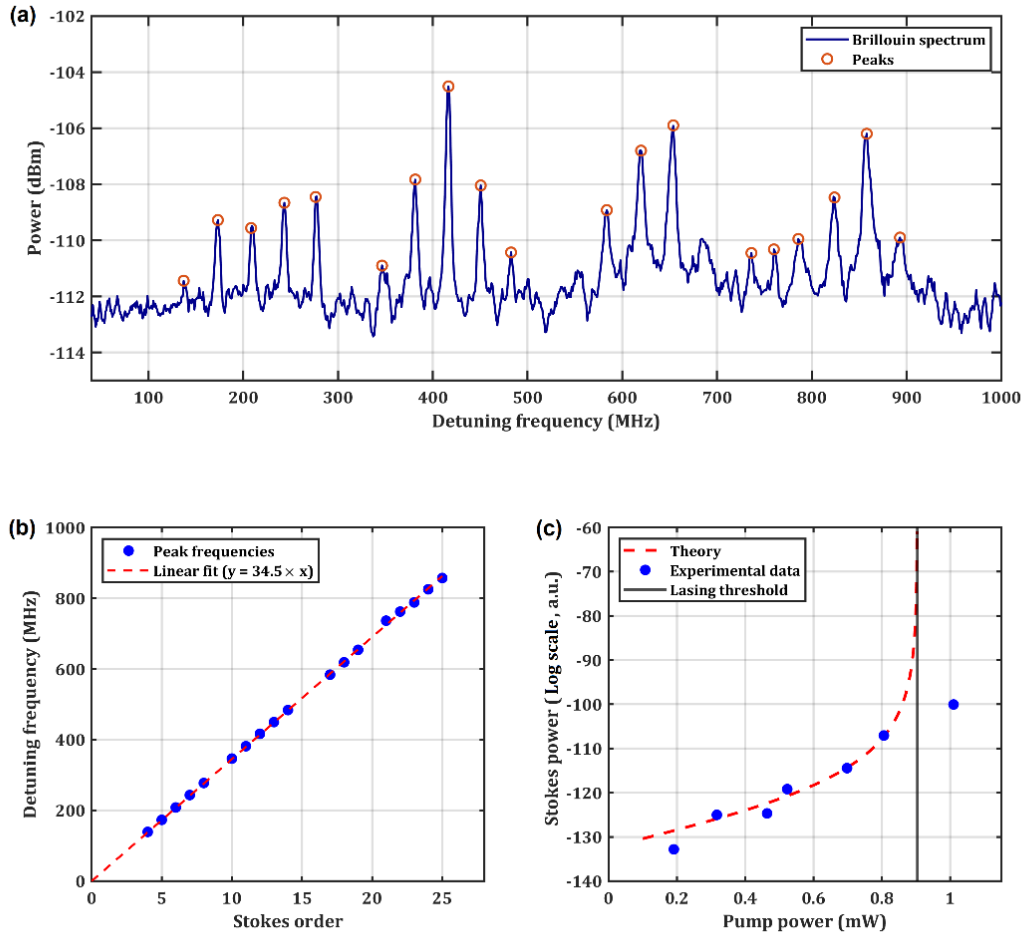 (a)
-102
-104
-106
-108
-110
-112
-114
Power (dBm)
Brillouin spectrum
Peaks
100 200 300 400 500 600 700 800 900 1000
Detuning frequency (MHz)
(b)
1000
800
600
400
200
0
Detuning frequency (MHz)
Peak frequencies
Linear fit (y = 34.5 × x)
0 5 10 15 20 25
Stokes order
(c)
-60
-70
-80
-90
-100
-110
-120
-130
-140
Stokes power ( Log scale , a.u.)
Theory
Experimental data
Lasing threshold
0 0.2 0.4 0.6 0.8 1
Pump power (mW)